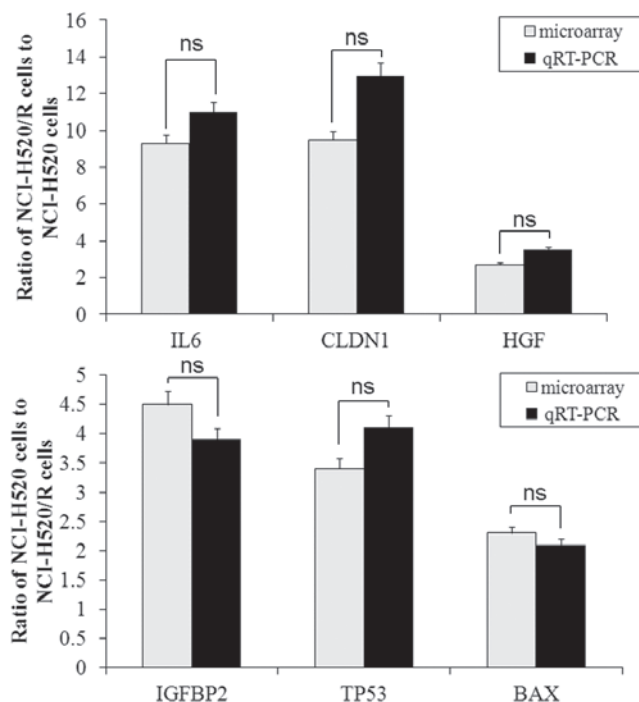 Ratio of NCI-H520/R cells to
NCI-H520 cells
16
14
12
10
8
6
4
2
0
ns
ns
ns
microarray
qRT-PCR
IL6
CLDN1
HGF
Ratio of NCI-H520 cells to
NCI-H520/R cells
5
4.5
4
3.5
3
2.5
2
1.5
1
0.5
0
ns
ns
ns
microarray
qRT-PCR
IGFBP2
TP53
BAX